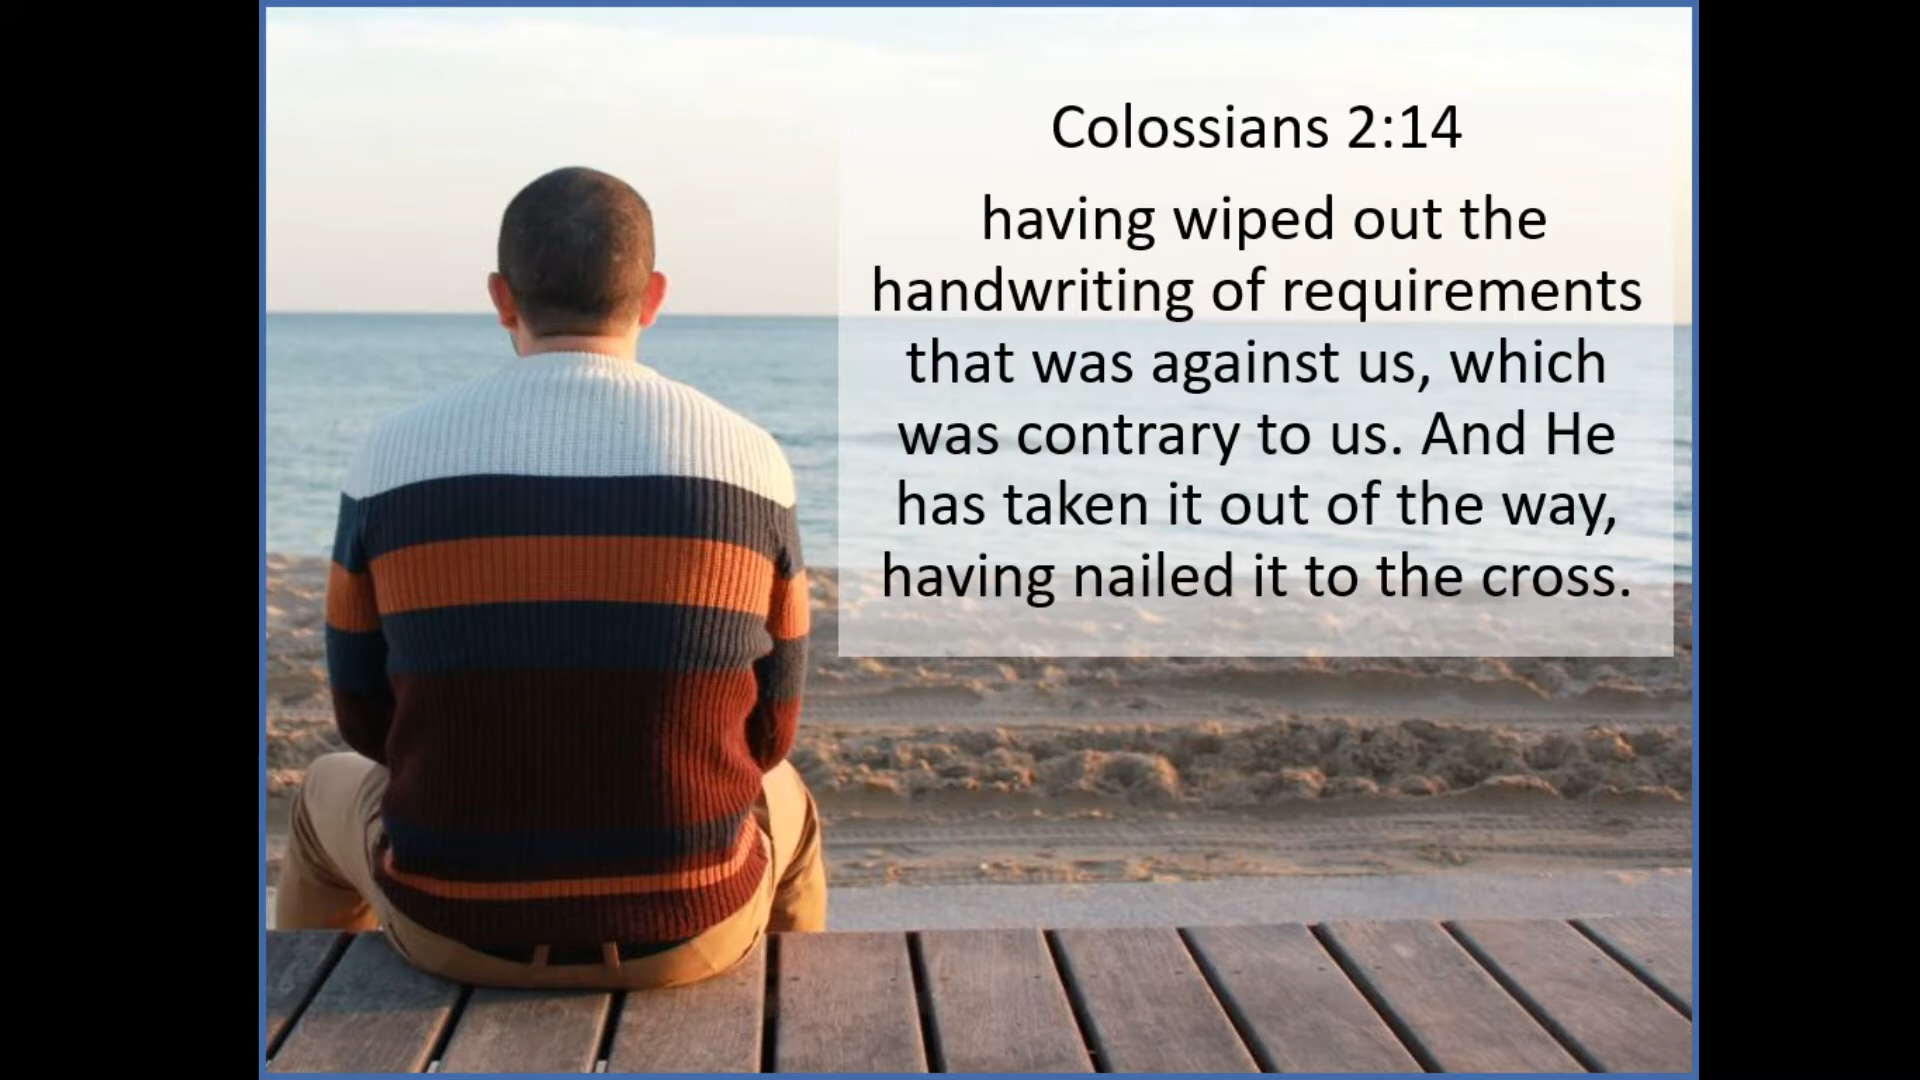 Colossians 2:14
having wiped out the
handwriting of requirements
that was against us, which
was contrary to us. And He
has taken it out of the way,
having nailed it to the cross.